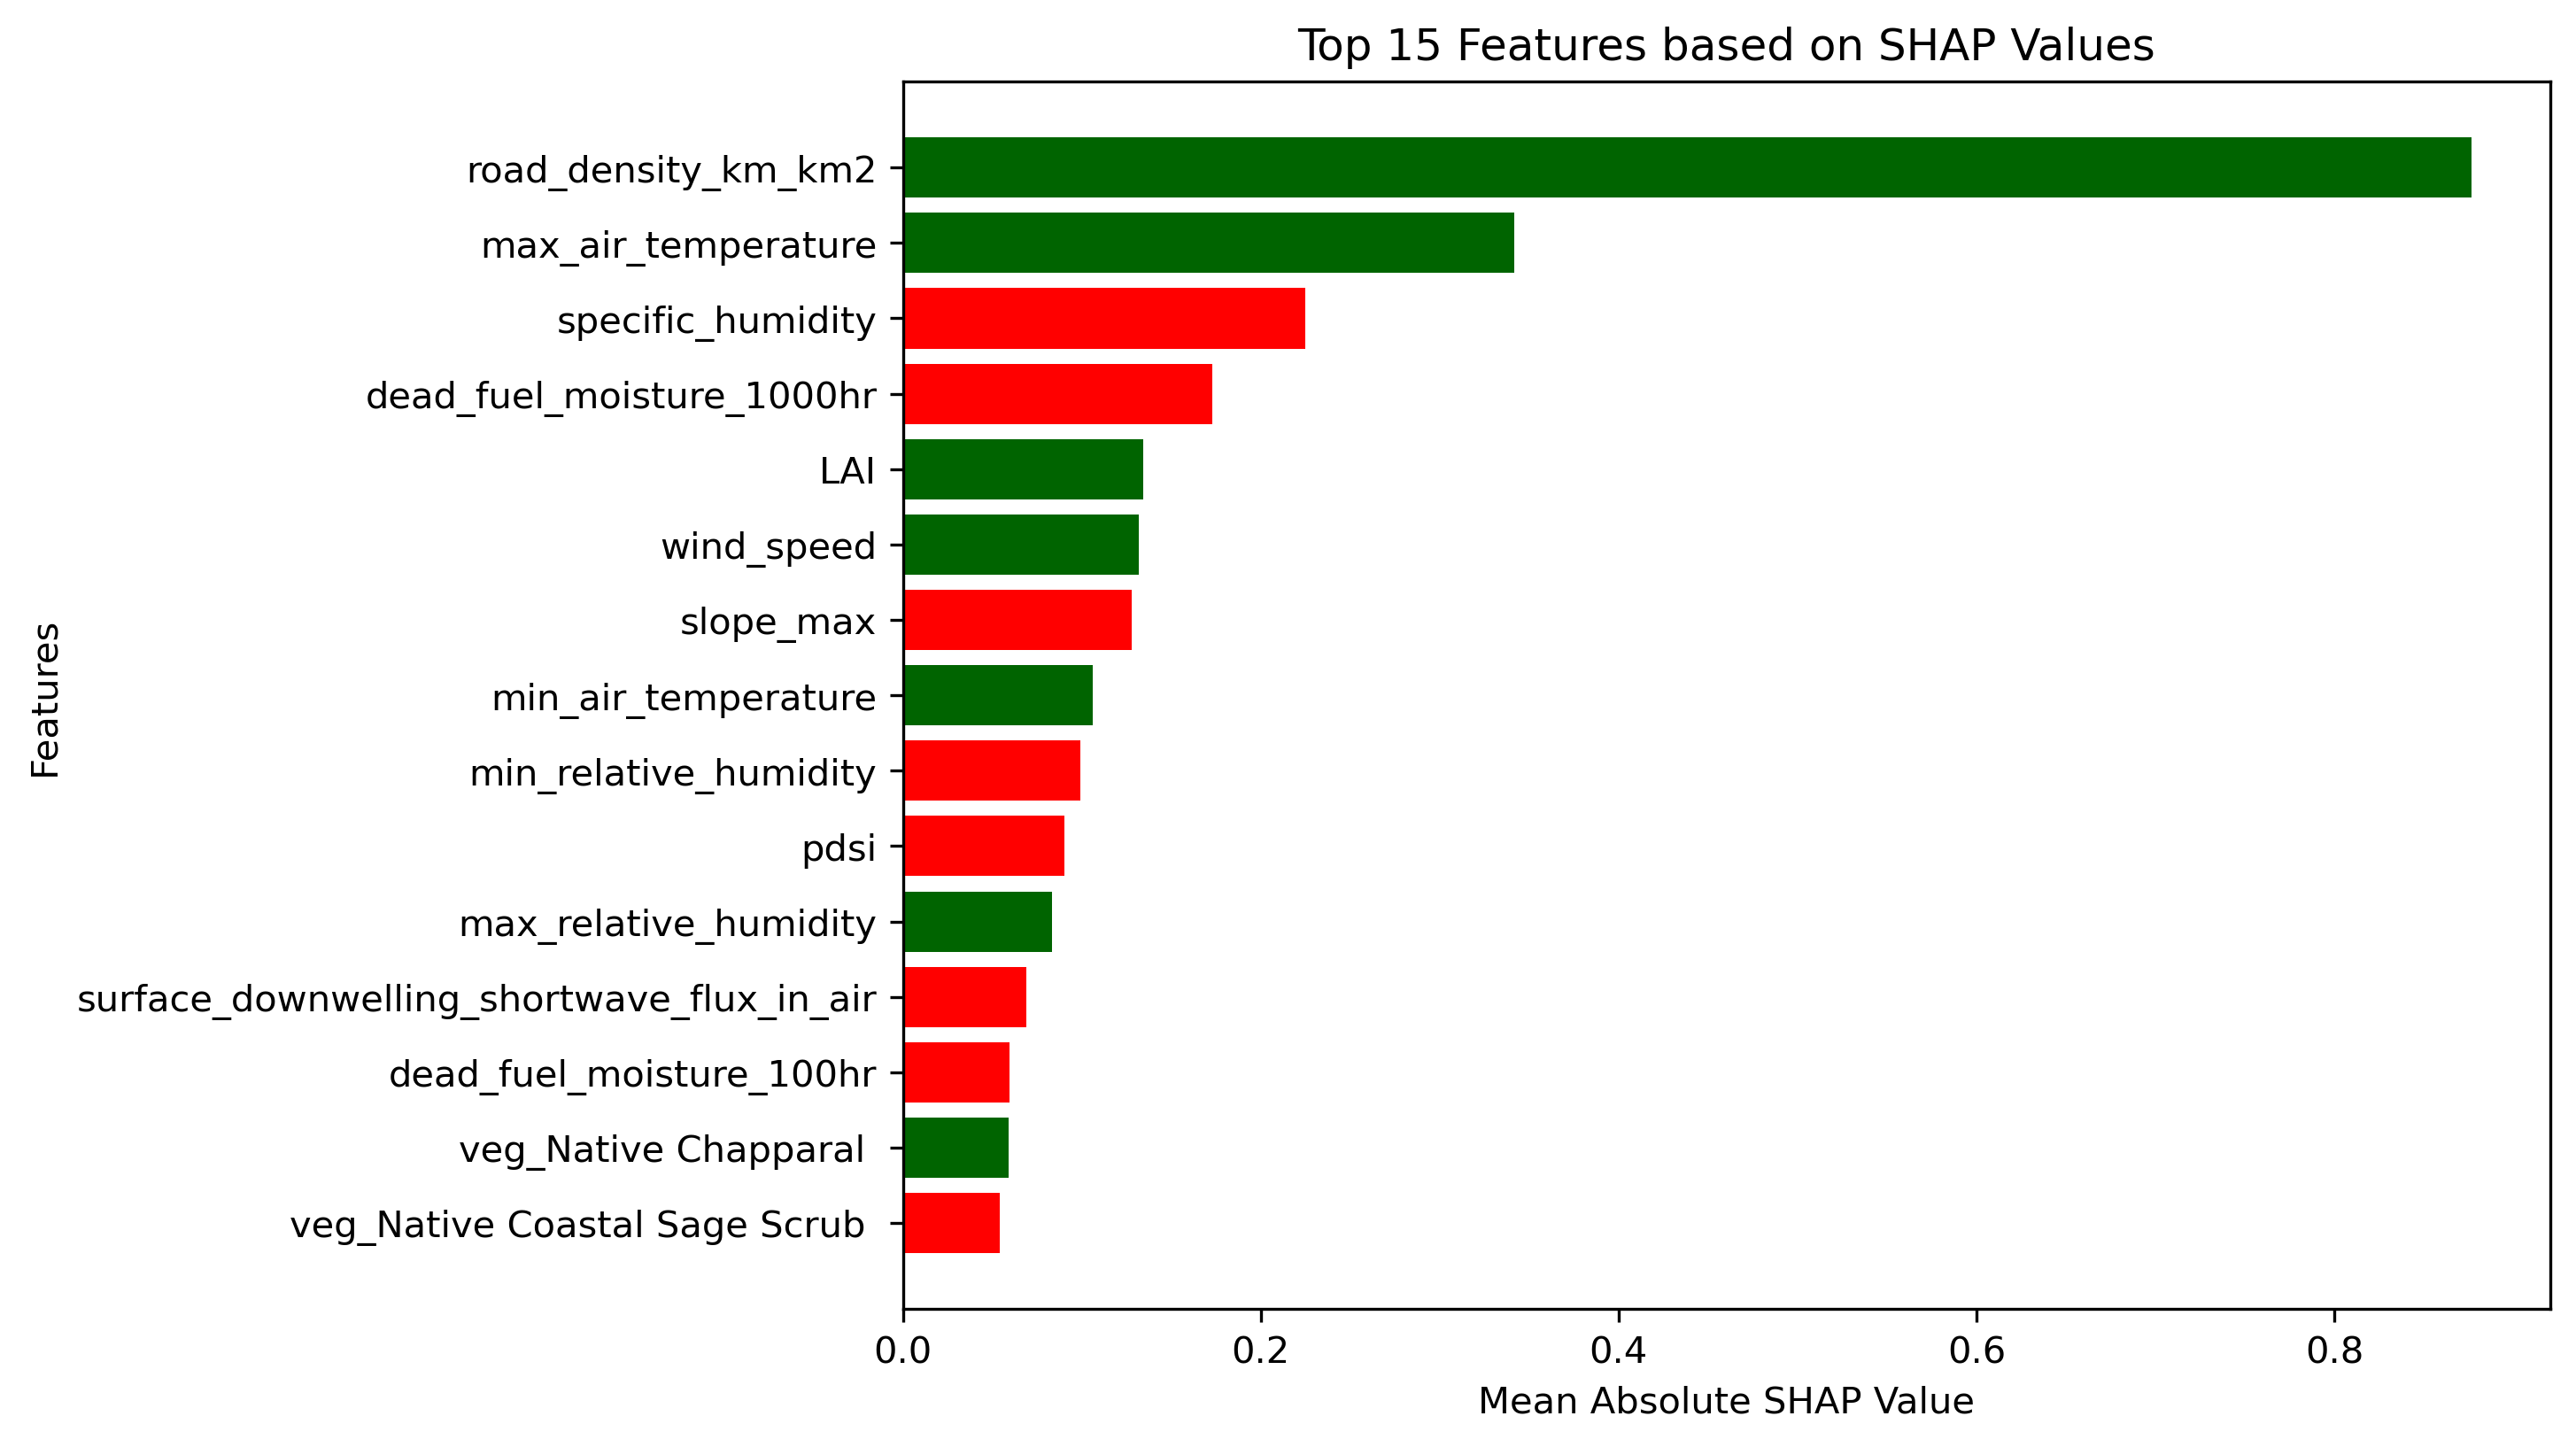 Top 15 Features based on SHAP Values
Features
road_density_km_km2
max_air_temperature
specific_humidity
dead_fuel_moisture_1000hr
LAI
wind_speed
slope_max
min_air_temperature
min_relative_humidity
pdsi
max_relative_humidity
surface_downwelling_shortwave_flux_in_air
dead_fuel_moisture_100hr
veg_Native Chapparal
veg_Native Coastal Sage Scrub
0.0 0.2 0.4 0.6 0.8
Mean Absolute SHAP Value